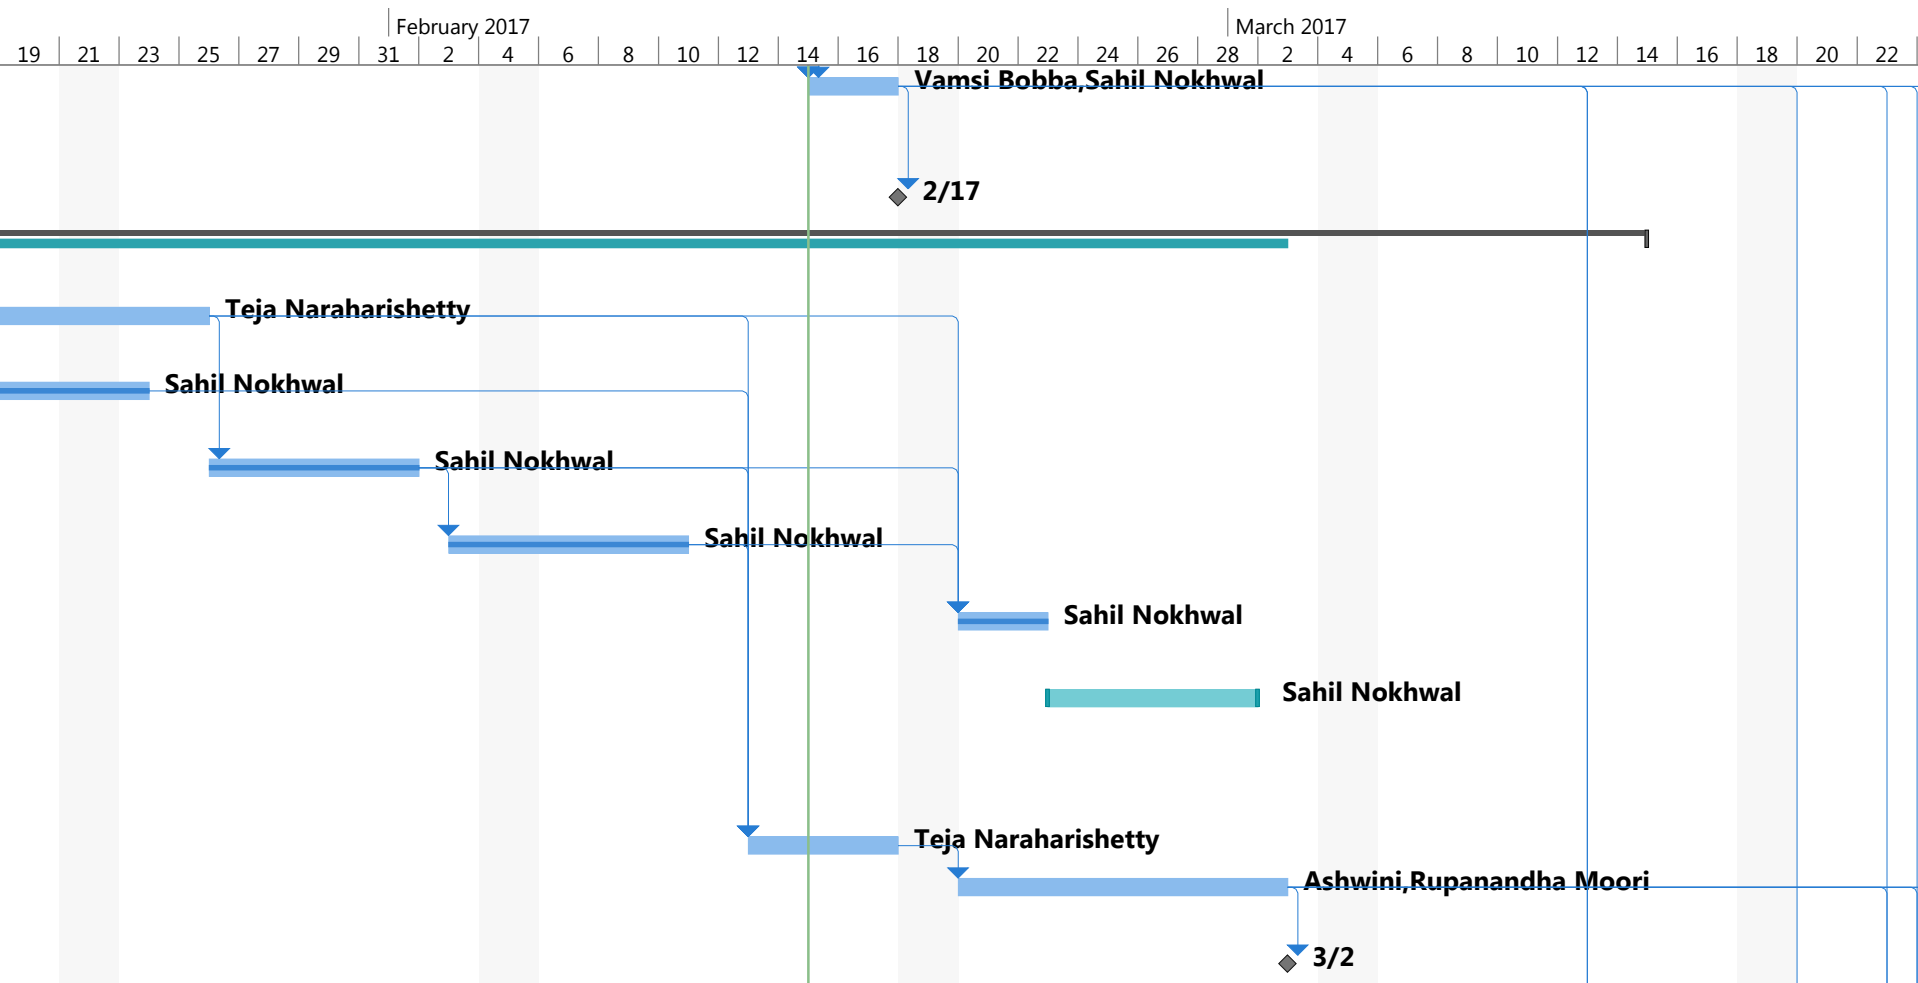 February 2017 March 2017
19 21 23 25 27 29 31 2 4 6 8 10 12 14 16 18 20 22 24 26 28 2 4 6 8 10 12 14 16 18 20 22
Vamsi Bobba,Sahil Nokhwal
2/17
Teja Naraharishetty
Sahil Nokhwal
Sahil Nokhwal
Sahil Nokhwal
Sahil Nokhwal
Sahil Nokhwal
Teja Naraharishetty
Ashwini,Rupanandha Moori
3/2